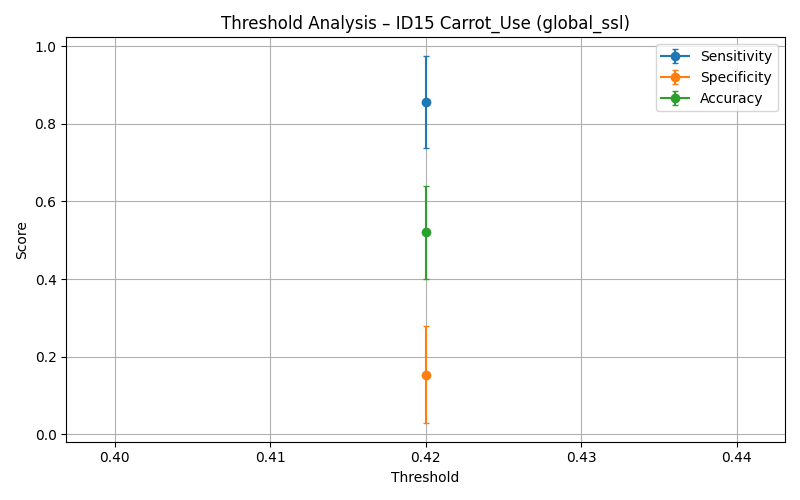 Threshold Analysis – ID15 Carrot_Use (global_ssl)
Score
1.0
0.8
0.6
0.4
0.2
0.0
Sensitivity
Specificity
Accuracy
0.40 0.41 0.42 0.43 0.44
Threshold